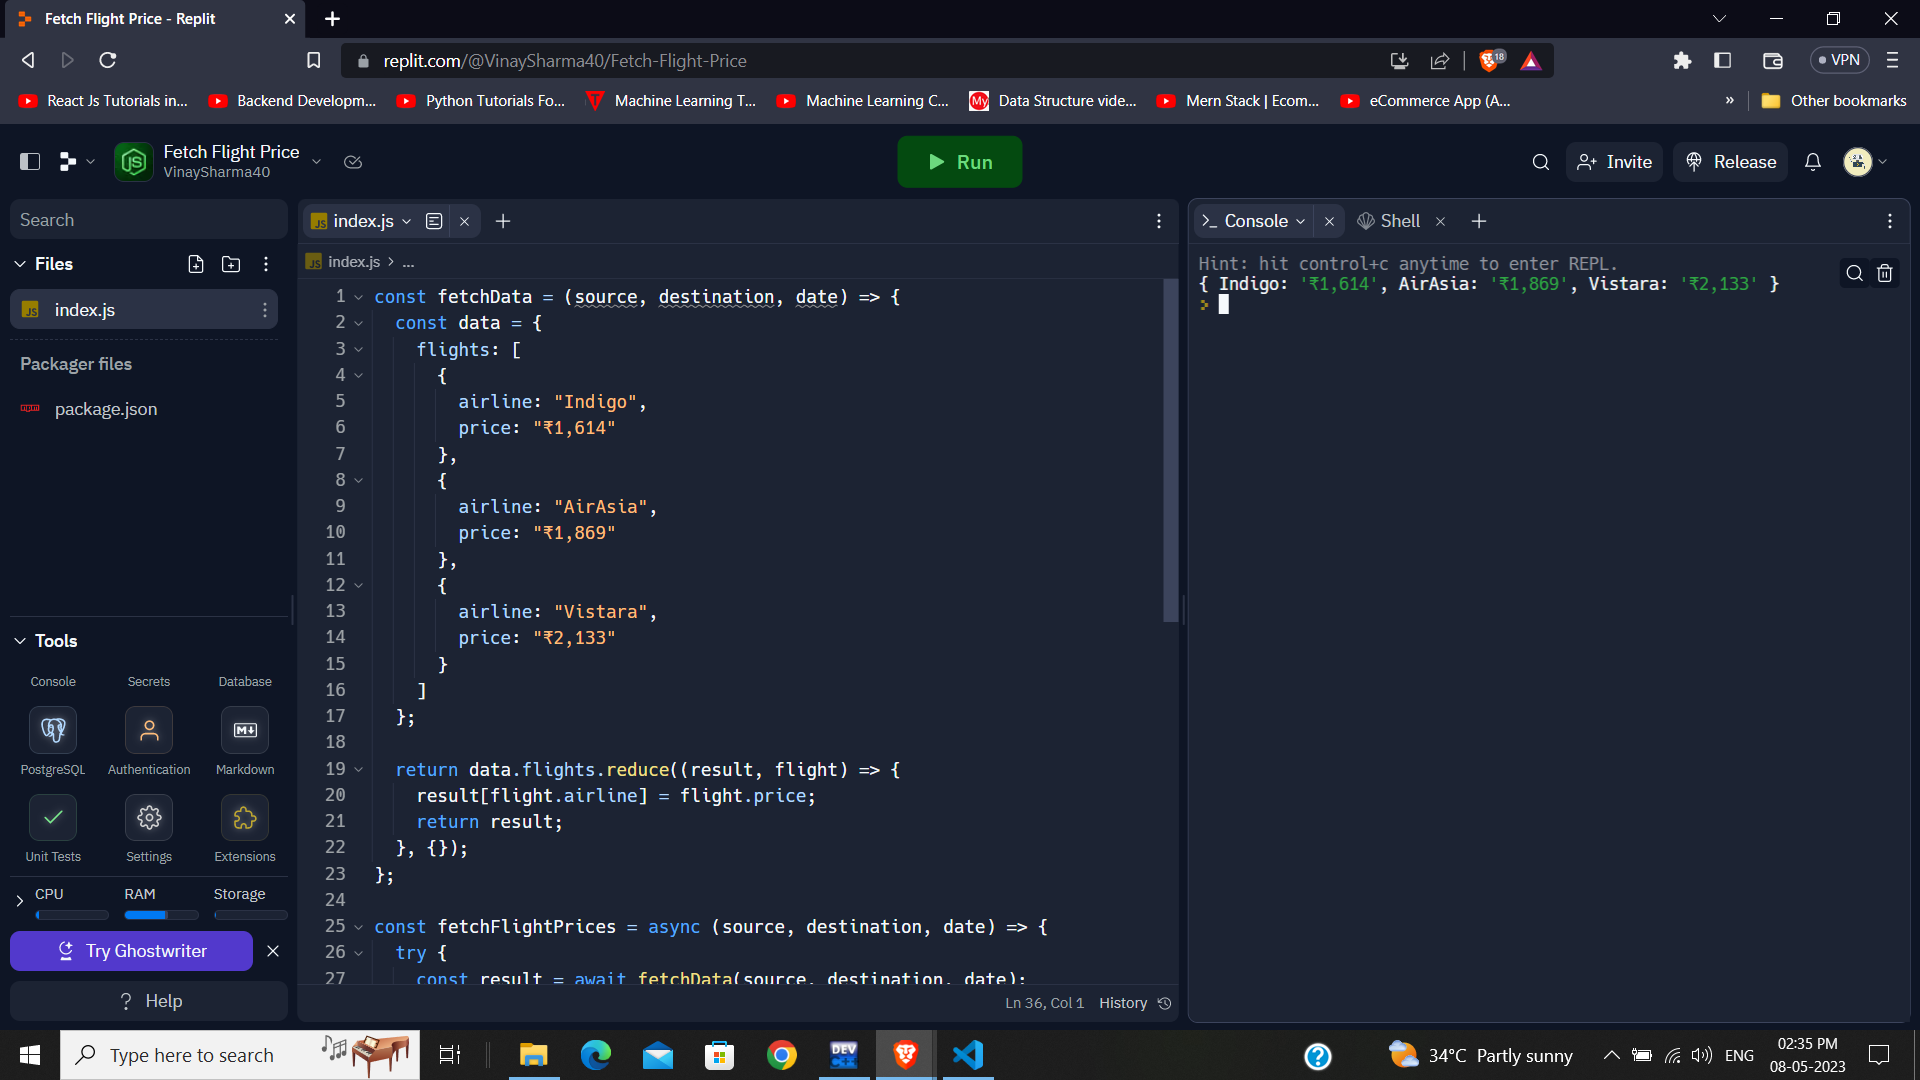 Fetch Flight Price - Replit
replit.com/@VinaySharma40/Fetch-Flight-Price
18
VPN
React Js Tutorials in...
Backend Developm...
Python Tutorials Fo...
Machine Learning T...
Machine Learning C...
My
Data Structure vide...
Mern Stack | Ecom...
eCommerce App (A...
»
Other bookmarks
JS
Fetch Flight Price
VinaySharma40
Run
Invite
Release
Search
Files
JS index.js
Packager files
npm package.json
Tools
Console
Secrets
Database
PostgreSQL
Authentication
Markdown
Unit Tests
Settings
Extensions
CPU
RAM
Storage
Try Ghostwriter
? Help
JS index.js
JS index.js > ...
1 const fetchData = (source, destination, date) => {
2 const data = {
3 flights: [
4 {
5 airline: "Indigo",
6 price: "₹1,614"
7 },
8 {
9 airline: "AirAsia",
10 price: "₹1,869"
11 },
12 {
13 airline: "Vistara",
14 price: "₹2,133"
15 }
16 ]
17 };
18
19 return data.flights.reduce((result, flight) => {
20 result[flight.airline] = flight.price;
21 return result;
22 }, {});
23 };
24
25 const fetchFlightPrices = async (source, destination, date) => {
26 try {
27 const result = await fetchData(source, destination, date);
Ln 36, Col 1 History
>_ Console
Shell
Hint: hit control+c anytime to enter REPL.
{ Indigo: '₹1,614', AirAsia: '₹1,869', Vistara: '₹2,133' }
>
Type here to search
DEV
C++
34°C Partly sunny
ENG
02:35 PM
08-05-2023